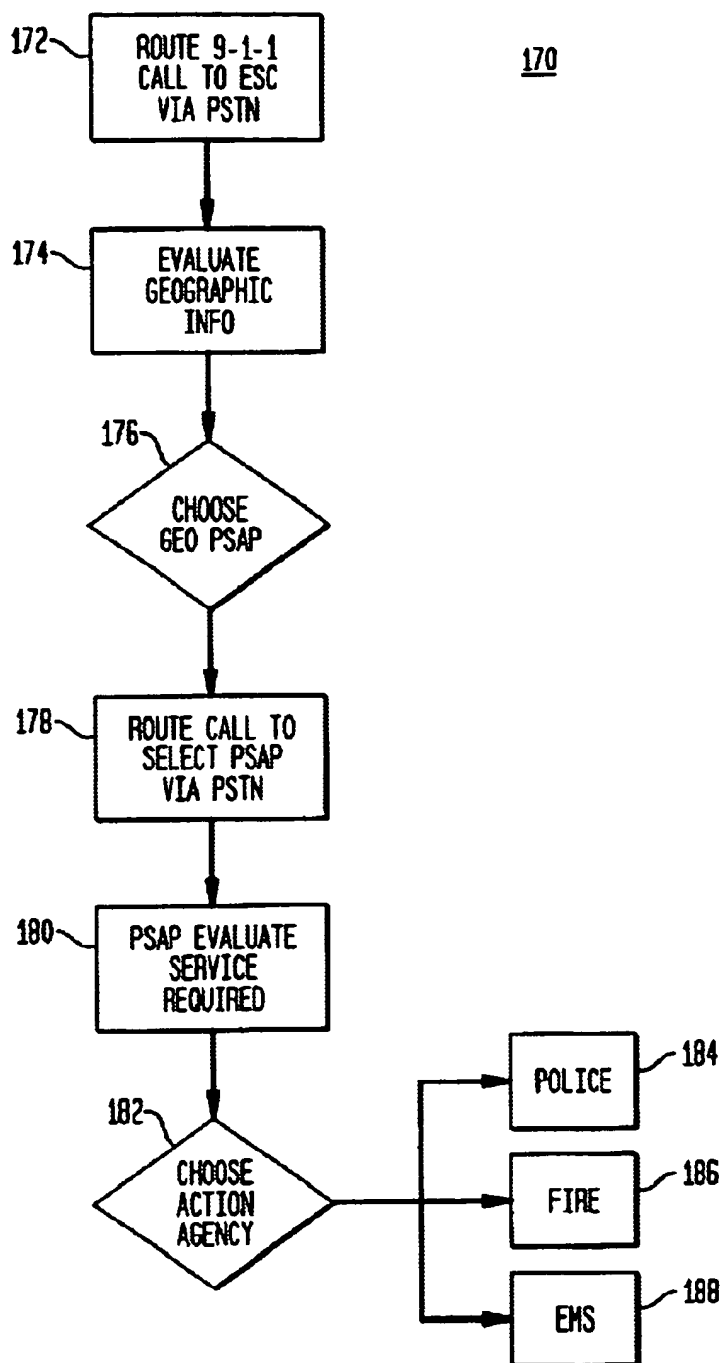 172
ROUTE 9-1-1
CALL TO ESC
VIA PSTN
170
174
EVALUATE
GEOGRAPHIC
INFO
176
CHOOSE
GEO PSAP
178
ROUTE CALL TO
SELECT PSAP
VIA PSTN
180
PSAP EVALUATE
SERVICE
REQUIRED
182
CHOOSE
ACTION
AGENCY
POLICE
184
FIRE
186
EMS
188